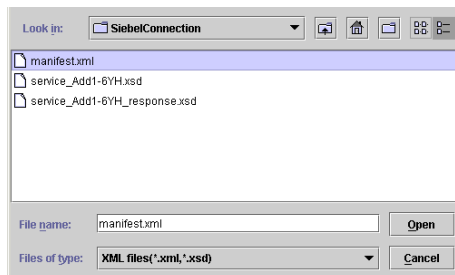 Look in: SiebelConnection
manifest.xml
service_Add1-6YH.xsd
service_Add1-6YH_response.xsd
File name: manifest.xml Open
Files of type: XML files(*.xml,*.xsd) Cancel